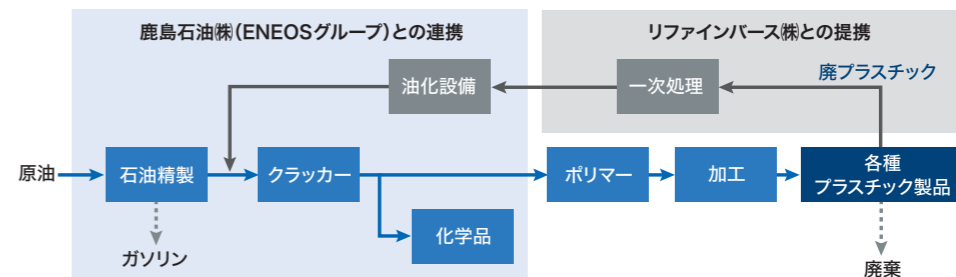 鹿島石油㈱（ENEOSグループ）との連携
リファインバース㈱との提携
廃プラスチック
油化設備
一次処理
原油
石油精製
クラッカー
ポリマー
加工
各種
プラスチック製品
化学品
ガソリン
廃棄